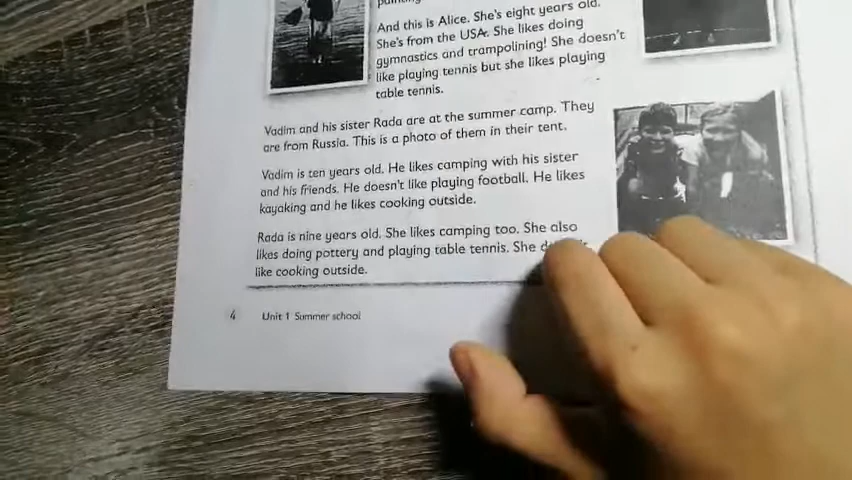 And this is Alice. She's eight years old.
She's from the USA. She likes doing
gymnastics and trampolining! She doesn't
like playing tennis but she likes playing
table tennis.
Vadim and his sister Rada are at the summer camp. They
are from Russia. This is a photo of them in their tent.
Vadim is ten years old. He likes camping with his sister
and his friends. He doesn't like playing football. He likes
kayaking and he likes cooking outside.
Rada is nine years old. She likes camping too. She also
likes doing pottery and playing table tennis. She
like cooking outside.
4 Unit 1 Summer school